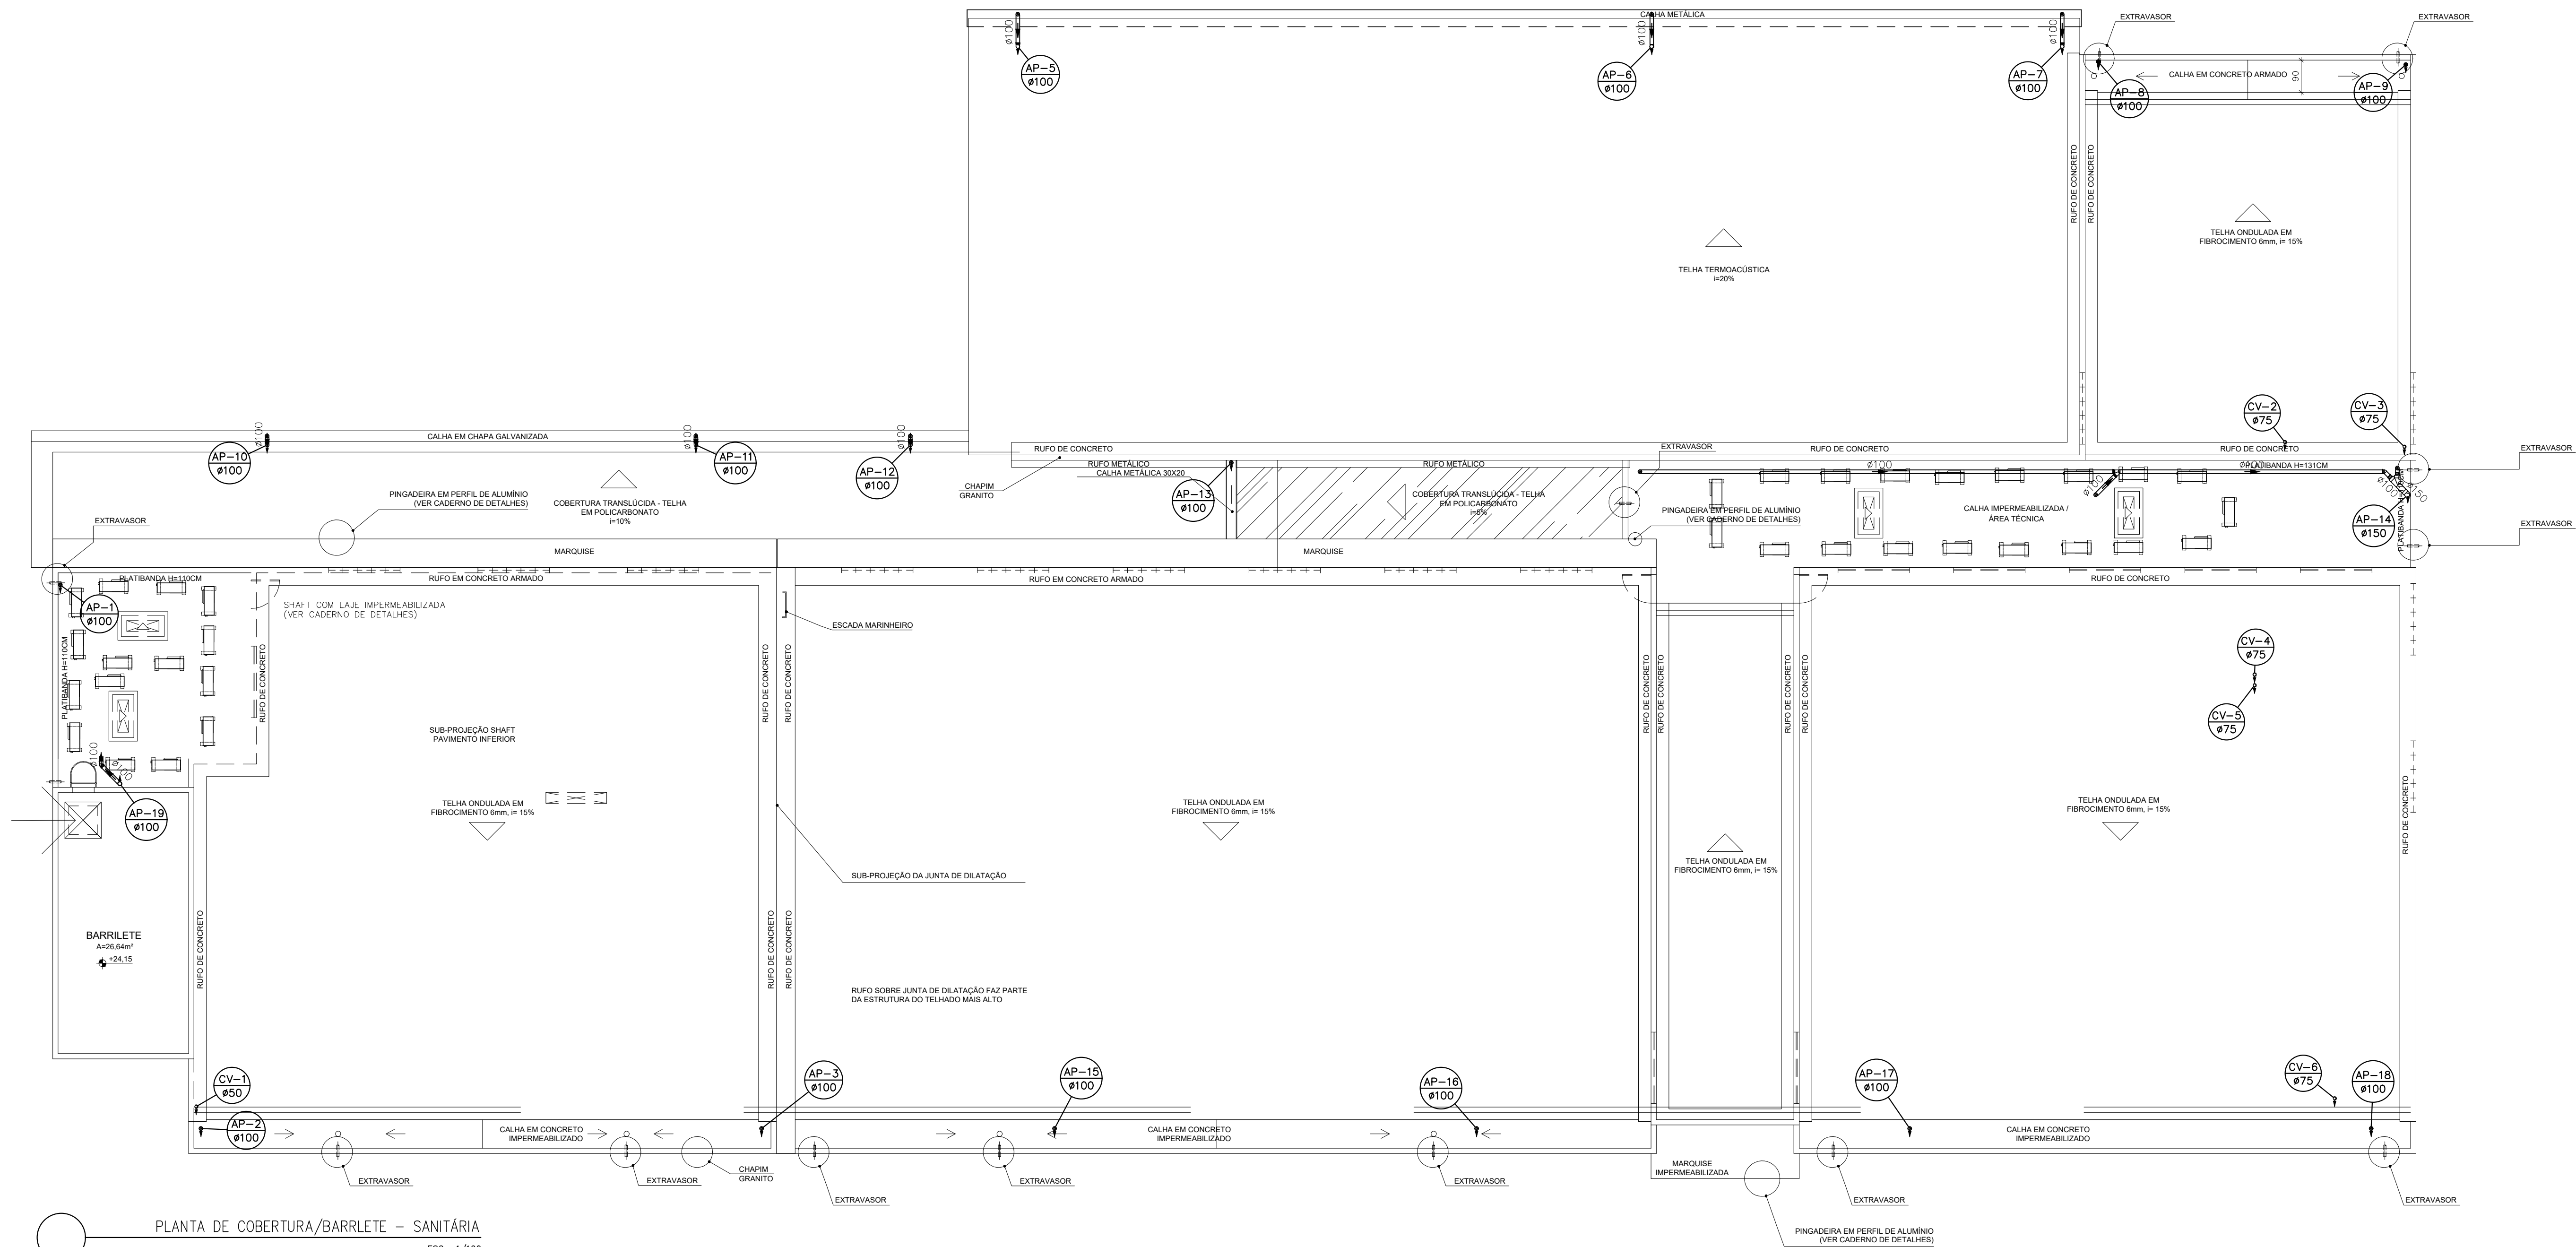 CALHA METÁLICA
EXTRAVASOR
EXTRAVASOR
ø100
ø100
ø100
AP-5
ø100
AP-6
ø100
AP-7
ø100
CALHA EM CONCRETO ARMADO
90
AP-8
ø100
AP-9
ø100
RUFO DE CONCRETO
RUFO DE CONCRETO
TELHA ONDULADA EM
FIBROCIMENTO 6mm, i= 15%
TELHA TERMOACÚSTICA
i=20%
CV-2
ø75
CV-3
ø75
ø100
CALHA EM CHAPA GALVANIZADA
ø100
ø100
AP-10
ø100
AP-11
ø100
AP-12
ø100
RUFO DE CONCRETO
EXTRAVASOR
RUFO DE CONCRETO
RUFO DE CONCRETO
EXTRAVASOR
RUFO METÁLICO
RUFO METÁLICO
CALHA METÁLICA 30X20
ø100
PLATIBANDA H=131CM
CHAPIM
GRANITO
AP-13
ø100
PINGADEIRA EM PERFIL DE ALUMÍNIO
(VER CADERNO DE DETALHES)
COBERTURA TRANSLÚCIDA - TELHA
EM POLICARBONATO
i=10%
COBERTURA TRANSLÚCIDA - TELHA
EM POLICARBONATO
i=5%
PINGADEIRA EM PERFIL DE ALUMÍNIO
(VER CADERNO DE DETALHES)
CALHA IMPERMEABILIZADA /
ÁREA TÉCNICA
ø100
ø100
ø150
AP-14
ø150
EXTRAVASOR
EXTRAVASOR
MARQUISE
MARQUISE
PLATIBANDA H=110CM
RUFO EM CONCRETO ARMADO
RUFO EM CONCRETO ARMADO
RUFO DE CONCRETO
AP-1
ø100
SHAFT COM LAJE IMPERMEABILIZADA
(VER CADERNO DE DETALHES)
ESCADA MARINHEIRO
PLATIBANDA H=110CM
RUFO DE CONCRETO
RUFO DE CONCRETO
RUFO DE CONCRETO
RUFO DE CONCRETO
RUFO DE CONCRETO
RUFO DE CONCRETO
RUFO DE CONCRETO
CV-4
ø75
CV-5
ø75
SUB-PROJEÇÃO SHAFT
PAVIMENTO INFERIOR
ø100
ø100
AP-19
ø100
TELHA ONDULADA EM
FIBROCIMENTO 6mm, i= 15%
TELHA ONDULADA EM
FIBROCIMENTO 6mm, i= 15%
TELHA ONDULADA EM
FIBROCIMENTO 6mm, i= 15%
TELHA ONDULADA EM
FIBROCIMENTO 6mm, i= 15%
RUFO DE CONCRETO
SUB-PROJEÇÃO DA JUNTA DE DILATAÇÃO
BARRILETE
A=26,64m²
+24,15
RUFO DE CONCRETO
RUFO DE CONCRETO
RUFO DE CONCRETO
RUFO SOBRE JUNTA DE DILATAÇÃO FAZ PARTE
DA ESTRUTURA DO TELHADO MAIS ALTO
CV-1
ø50
AP-3
ø100
AP-15
ø100
AP-16
ø100
AP-17
ø100
CV-6
ø75
AP-18
ø100
AP-2
ø100
CALHA EM CONCRETO
IMPERMEABILIZADO
CALHA EM CONCRETO
IMPERMEABILIZADO
CALHA EM CONCRETO
IMPERMEABILIZADO
CHAPIM
GRANITO
MARQUISE
IMPERMEABILIZADA
EXTRAVASOR
EXTRAVASOR
EXTRAVASOR
EXTRAVASOR
EXTRAVASOR
EXTRAVASOR
EXTRAVASOR
PINGADEIRA EM PERFIL DE ALUMÍNIO
(VER CADERNO DE DETALHES)
PLANTA DE COBERTURA/BARRLETE - SANITÁRIA